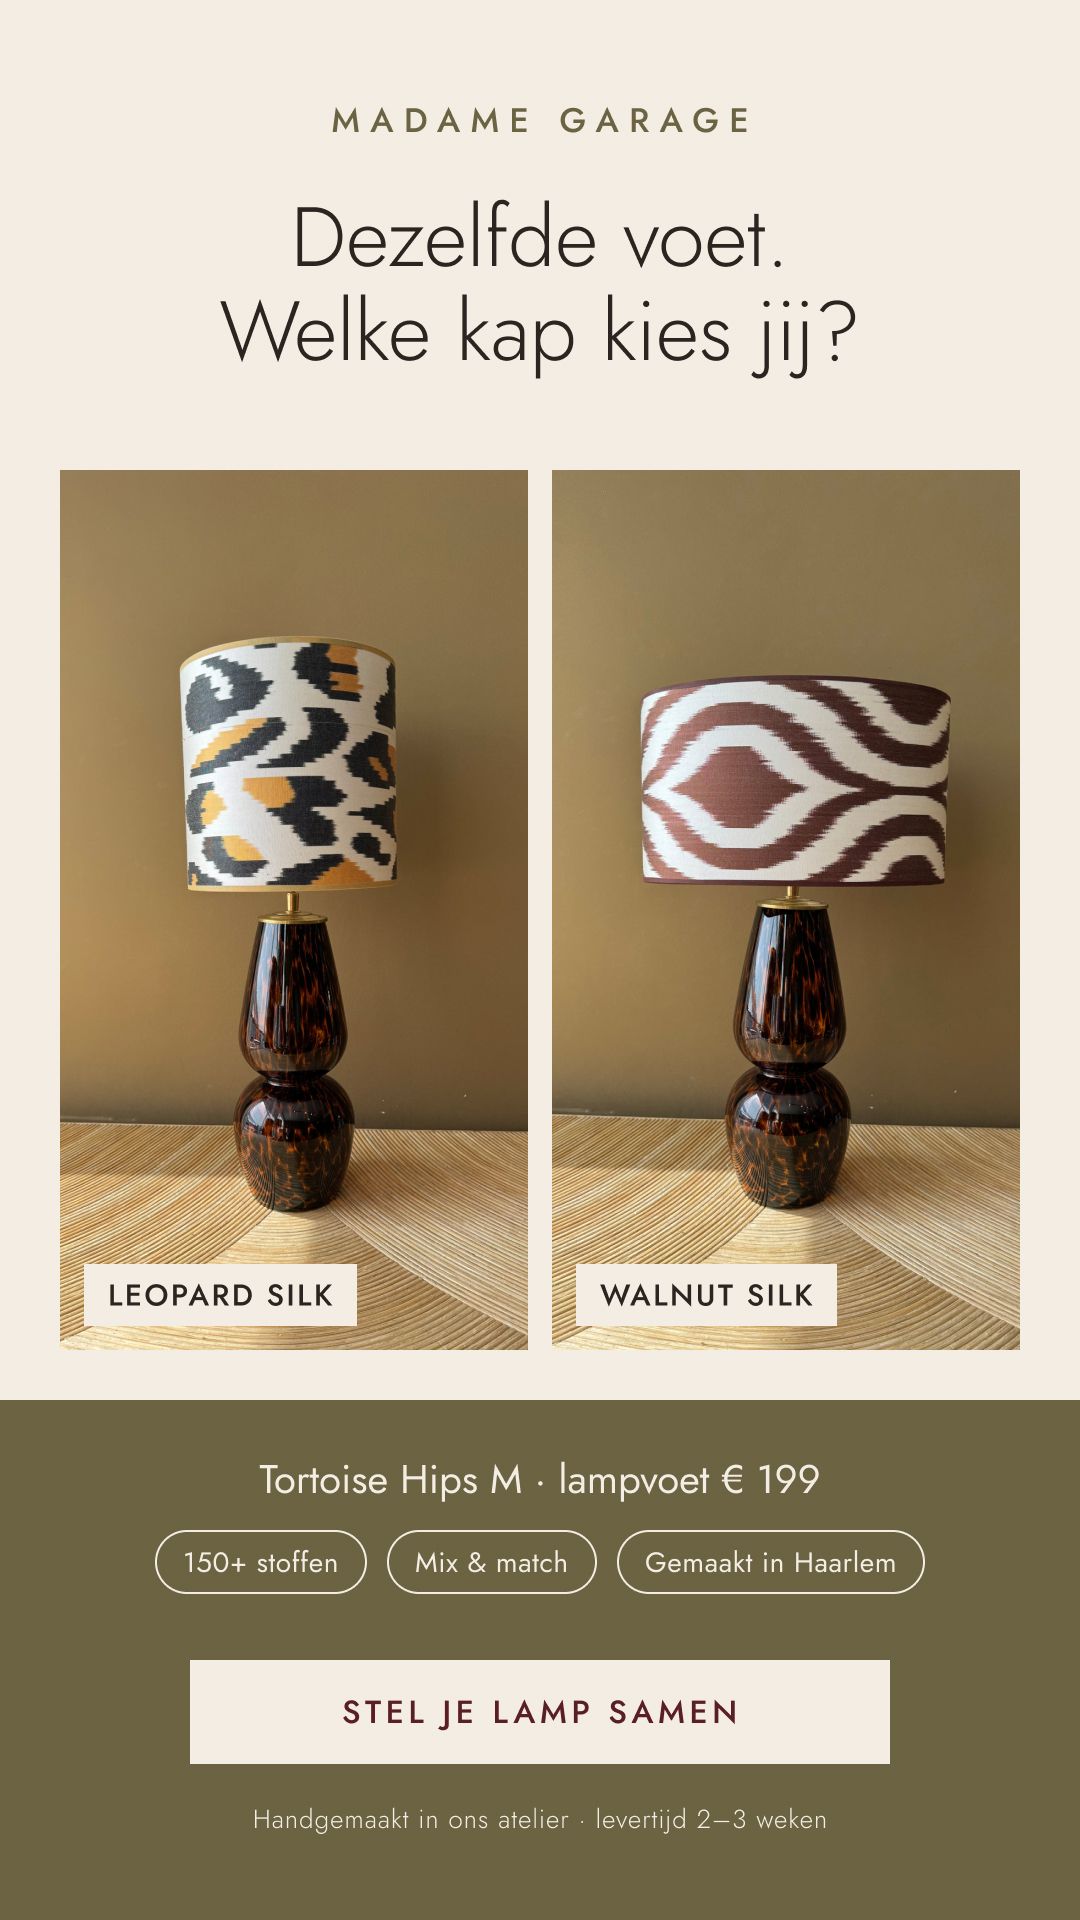 MADAME GARAGE
Dezelfde voet.
Welke kap kies jij?
LEOPARD SILK
WALNUT SILK
Tortoise Hips M · lampvoet € 199
150+ stoffen
Mix & match
Gemaakt in Haarlem
STEL JE LAMP SAMEN
Handgemaakt in ons atelier · levertijd 2–3 weken